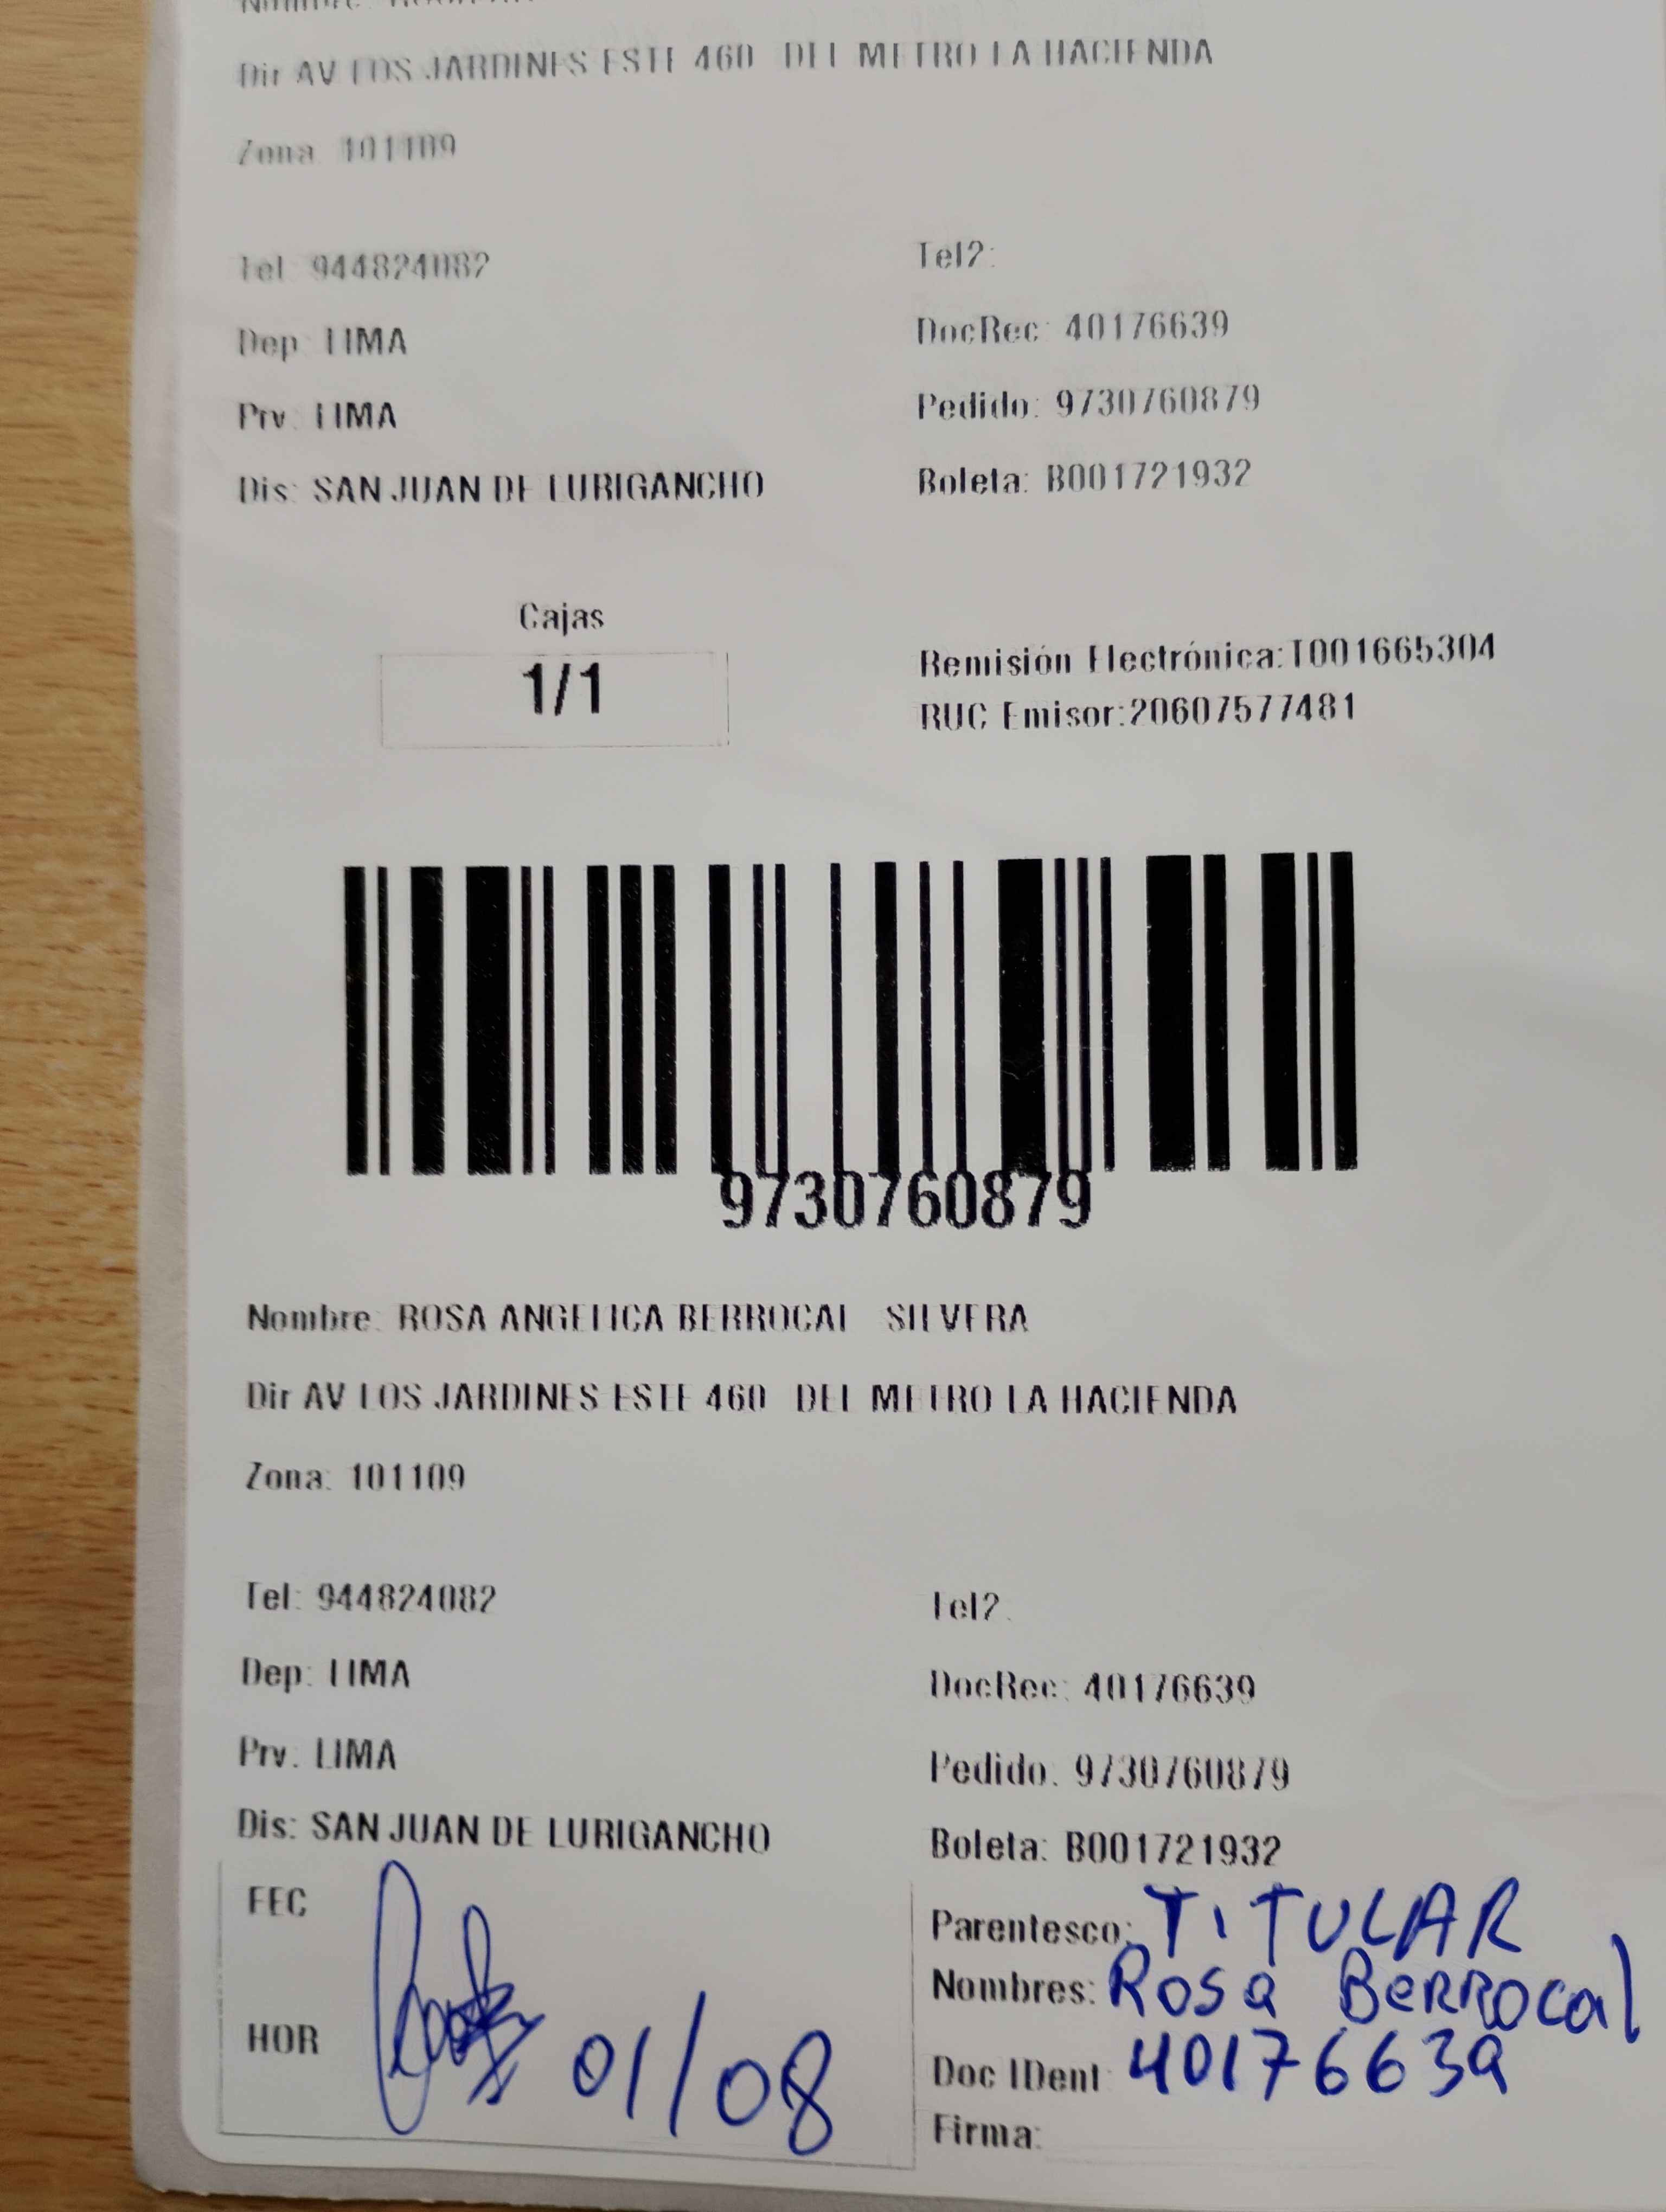 Dir AV LOS JARDINES ESTE 460 DEL METRO LA HACIENDA
Zona: 101109
Tel: 944824082 Tel2:
Dep: LIMA DocRec: 40176639
Prv: LIMA Pedido: 9730760879
Dis: SAN JUAN DE LURIGANCHO Boleta: B001721932
Cajas
1/1
Remisión Electrónica:T001665304
RUC Emisor:20607577481
9730760879
Nombre: ROSA ANGELICA BERROCAL SILVERA
Dir AV LOS JARDINES ESTE 460 DEL METRO LA HACIENDA
Zona: 101109
Tel: 944824082 Tel2:
Dep: LIMA DocRec: 40176639
Prv: LIMA Pedido: 9730760879
Dis: SAN JUAN DE LURIGANCHO Boleta: B001721932
FEC
HOR
01/08
Parentesco: TITULAR
Nombres: Rosa Berrocal
Doc IDent: 40176639
Firma: